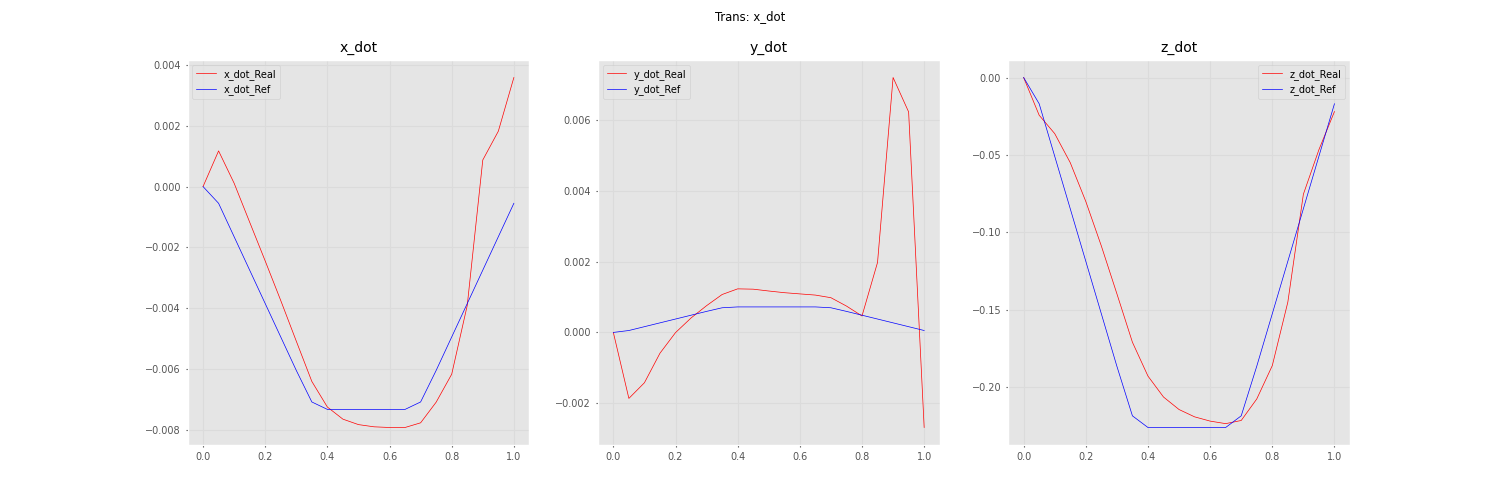 Trans: x_dot
x_dot
x_dot_Real
x_dot_Ref
0.004
0.002
0.000
−0.002
−0.004
−0.006
−0.008
0.0 0.2 0.4 0.6 0.8 1.0
y_dot
y_dot_Real
y_dot_Ref
0.006
0.004
0.002
0.000
−0.002
0.0 0.2 0.4 0.6 0.8 1.0
z_dot
z_dot_Real
z_dot_Ref
0.00
−0.05
−0.10
−0.15
−0.20
0.0 0.2 0.4 0.6 0.8 1.0